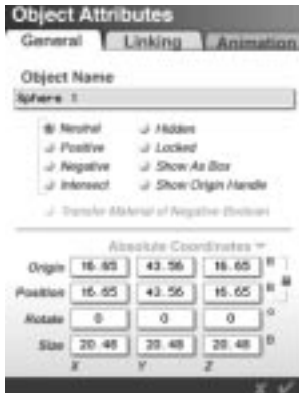 Object Attributes
General Linking Animation
Object Name
Sphere 1
Neutral Hidden
Positive Locked
Negative Show As Box
Intersect Show Origin Handle
Transfer Material of Negative Boolean
Absolute Coordinates
Origin 16.65 43.56 16.65
Position 16.65 43.56 16.65
Rotate 0 0 0
Size 20.48 20.48 20.48
X Y Z